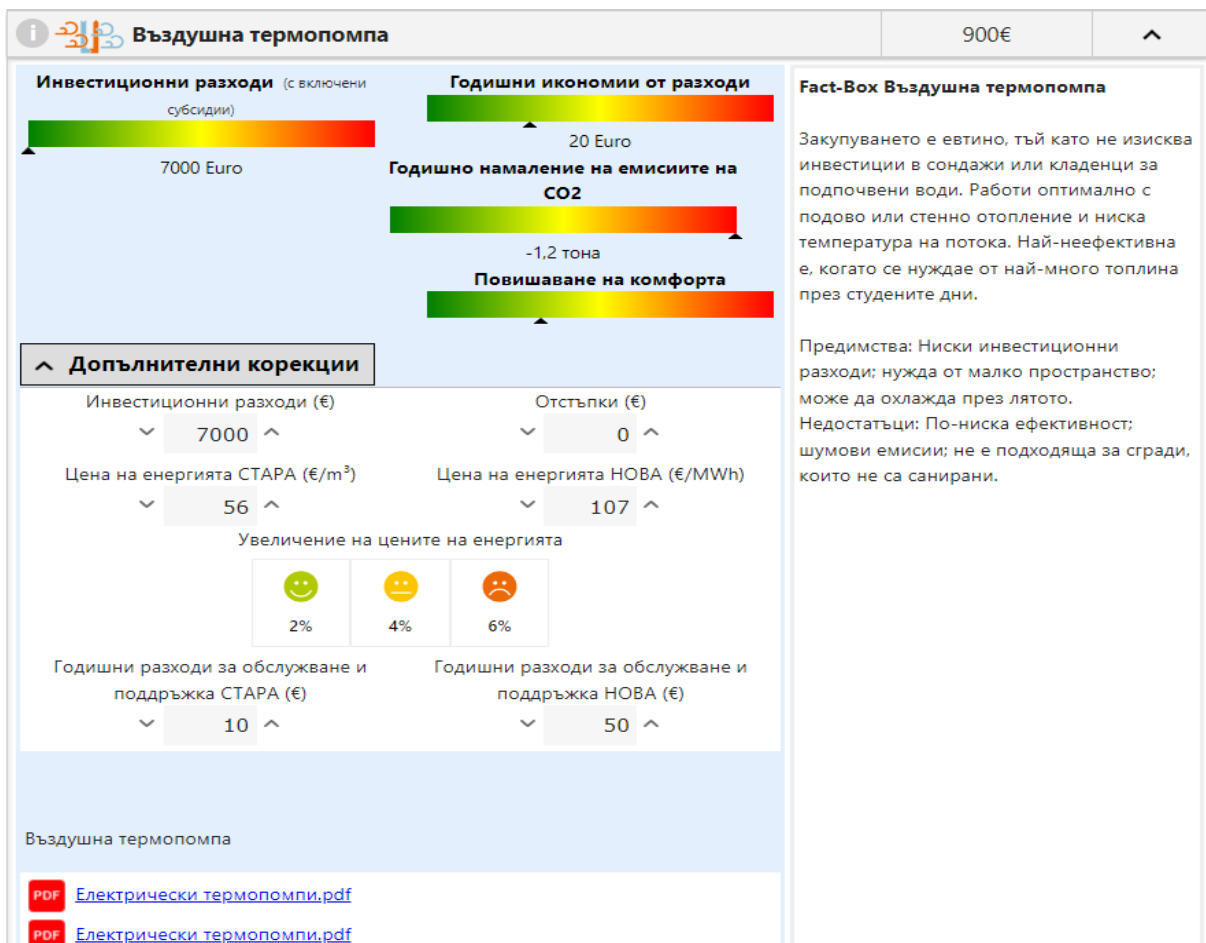 Въздушна термопомпа
900€
Инвестиционни разходи (с включени
субсидии)
7000 Euro
Годишни икономии от разходи
20 Euro
Годишно намаление на емисиите на
CO2
-1,2 тона
Повишаване на комфорта
Допълнителни корекции
Инвестиционни разходи (€)
7000
Отстъпки (€)
0
Цена на енергията СТАРА (€/m³)
56
Цена на енергията НОВА (€/MWh)
107
Увеличение на цените на енергията
2%
4%
6%
Годишни разходи за обслужване и
поддръжка СТАРА (€)
10
Годишни разходи за обслужване и
поддръжка НОВА (€)
50
Въздушна термопомпа
PDF Електрически термопомпи.pdf
PDF Електрически термопомпи.pdf
Fact-Box Въздушна термопомпа
Закупуването е евтино, тъй като не изисква
инвестиции в сондажи или кладенци за
подпочвени води. Работи оптимално с
подово или стенно отопление и ниска
температура на потока. Най-неефективна
е, когато се нуждае от най-много топлина
през студените дни.
Предимства: Ниски инвестиционни
разходи; нужда от малко пространство;
може да охлажда през лятото.
Недостатъци: По-ниска ефективност;
шумови емисии; не е подходяща за сгради,
които не са санирани.